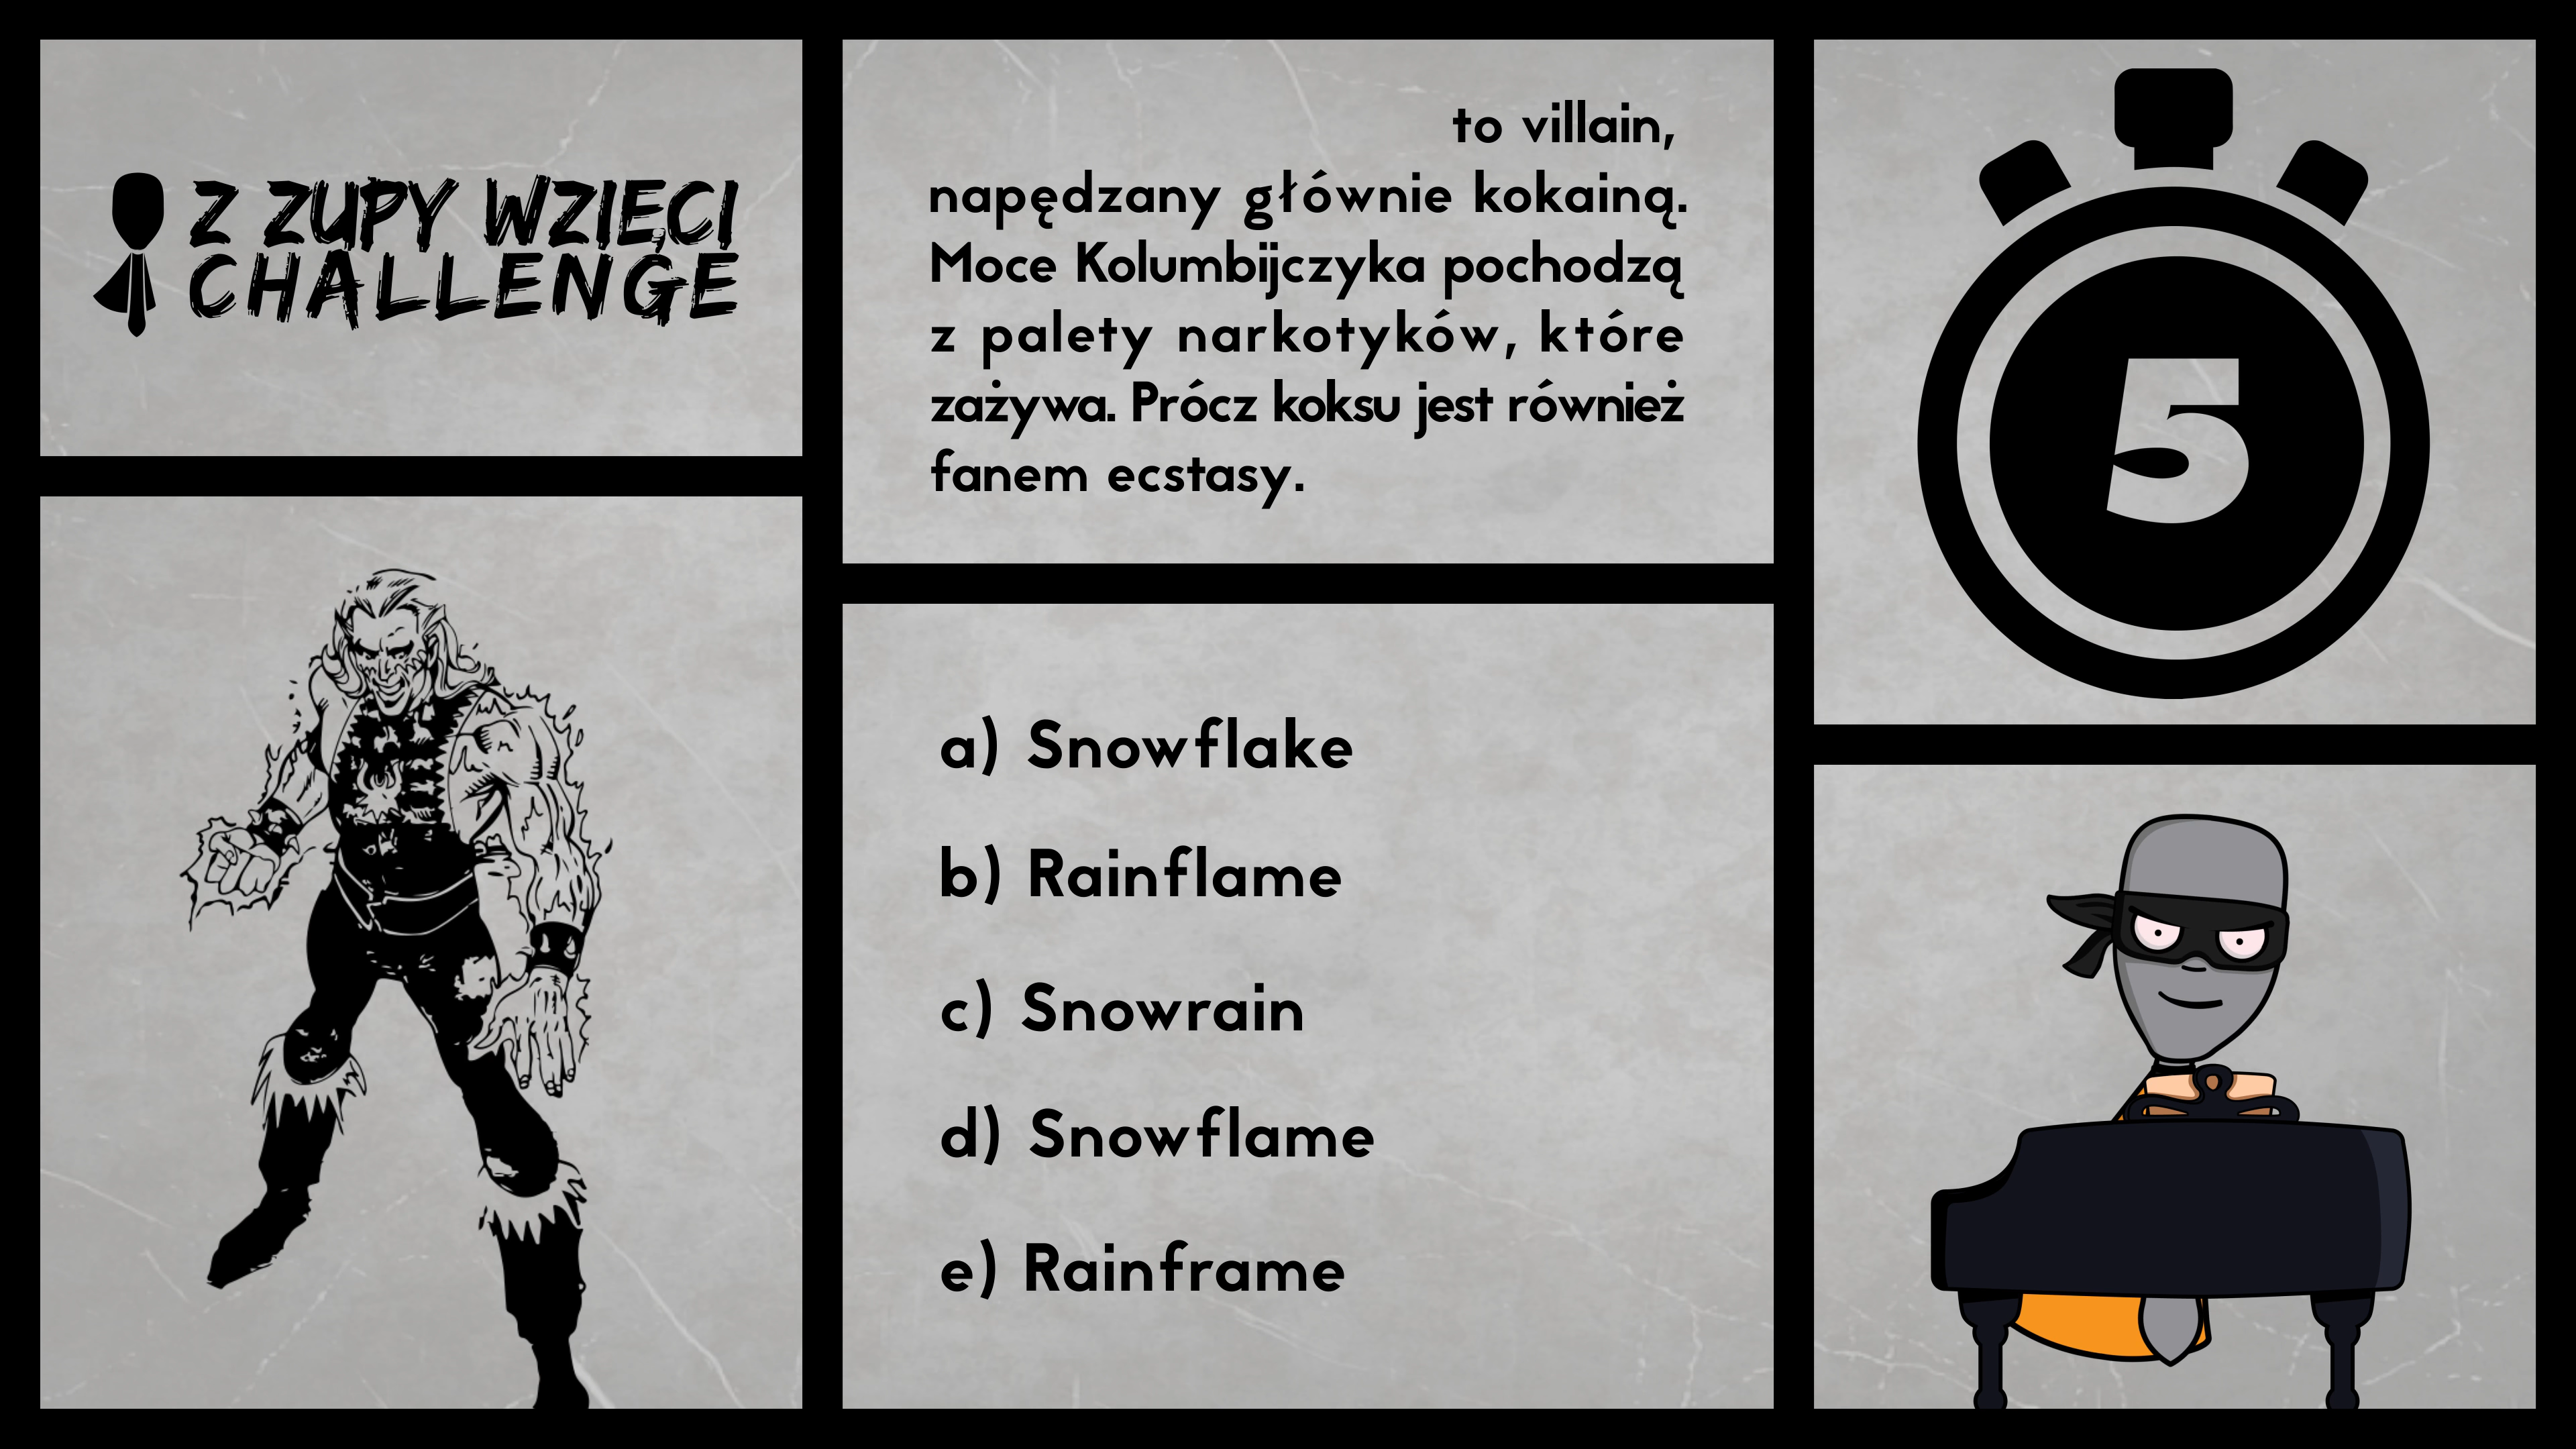 Z ZUPY WZIĘCI
CHALLENGE
to villain,
napędzany głównie kokainą.
Moce Kolumbijczyka pochodzą
z palety narkotyków, które
zażywa. Prócz koksu jest również
fanem ecstasy.
a) Snowflake
b) Rainflame
c) Snowrain
d) Snowflame
e) Rainframe
5